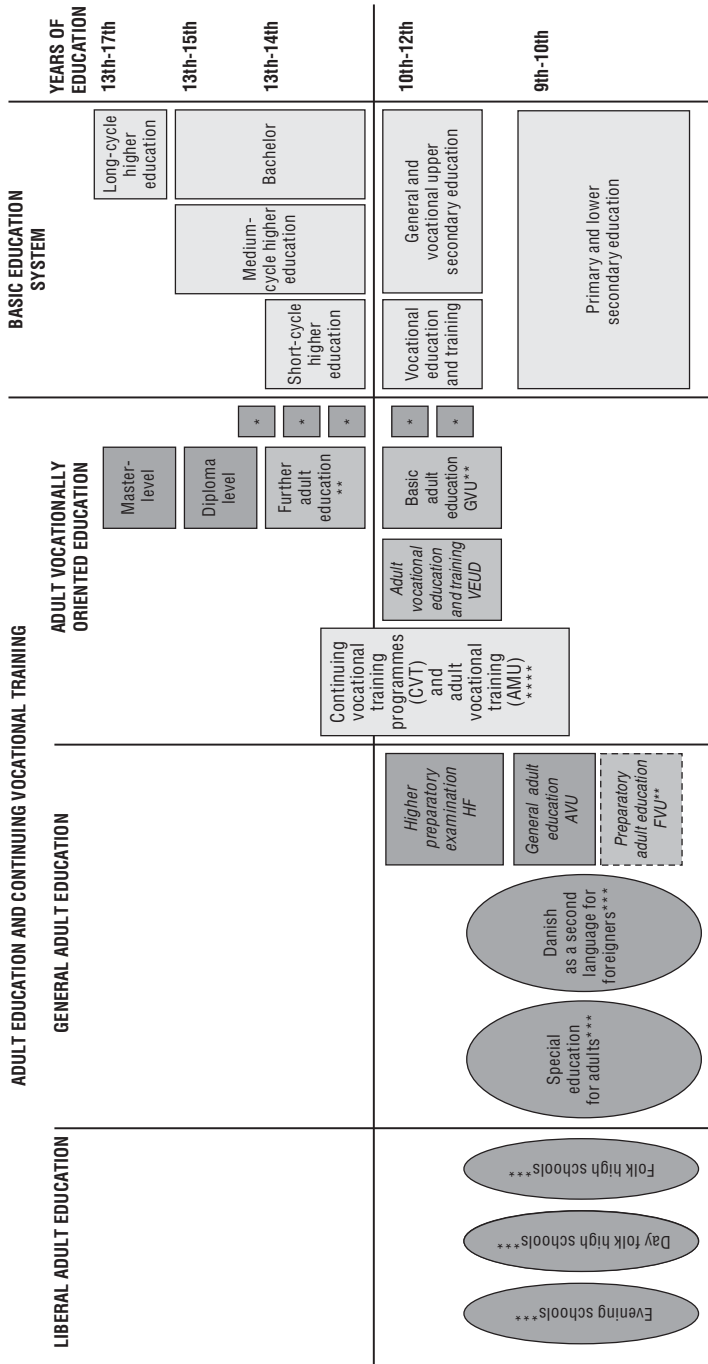 ADULT EDUCATION AND CONTINUING VOCATIONAL TRAINING
LIBERAL ADULT EDUCATION
GENERAL ADULT EDUCATION
ADULT VOCATIONALLY
ORIENTED EDUCATION
BASIC EDUCATION
SYSTEM
YEARS OF
EDUCATION
Master-
level
Long-cycle
higher
education
13th-17th
Diploma
level
Medium-
cycle higher
education
Bachelor
13th-15th
Further
adult
education
**
*
*
*
Short-cycle
higher
education
13th-14th
Continuing
vocational
training
programmes
(CVT)
and
adult
vocational
training
(AMU)
****
Higher
preparatory
examination
HF
Adult
vocational
education
and training
VEUD
Basic
adult
education
GVU**
*
*
Vocational
education
and training
General and
vocational upper
secondary education
10th-12th
Evening schools***
Day folk high schools***
Folk high schools***
Special
education
for adults***
Danish
as a second
language for
foreigners***
General adult
education
AVU
Preparatory
adult education
FVU**
Primary and lower
secondary education
9th-10th